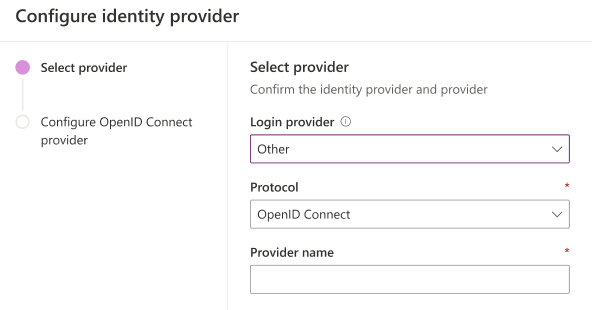 Configure identity provider
Select provider
Configure OpenID Connect
provider
Select provider
Confirm the identity provider and provider
Login provider
Other
Protocol *
OpenID Connect
Provider name *